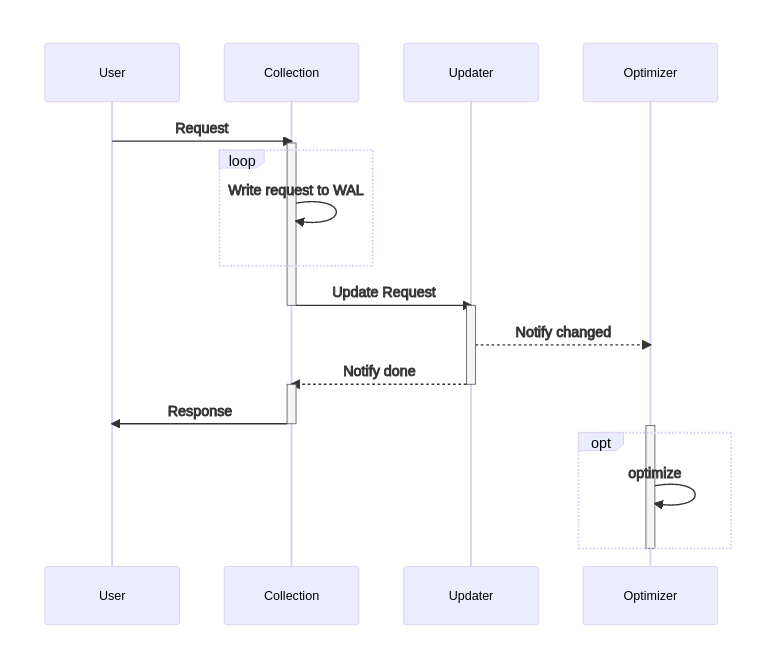 User
Collection
Updater
Optimizer
Request
loop
Write request to WAL
Update Request
Notify changed
Notify done
Response
opt
optimize
User
Collection
Updater
Optimizer